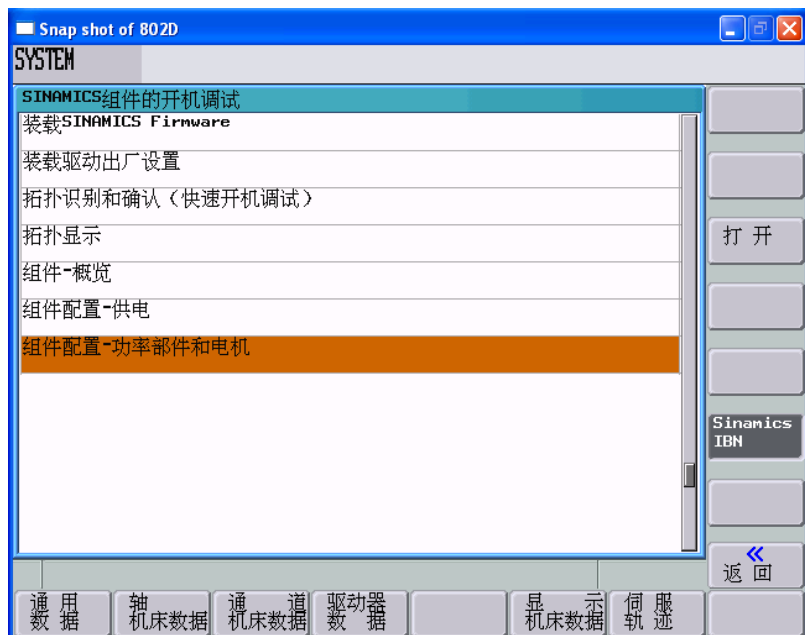 Snap shot of 802D
SYSTEM
SINAMICS组件的开机调试
装载SINAMICS Firmware
装载驱动出厂设置
拓扑识别和确认（快速开机调试）
拓扑显示
组件-概览
组件配置-供电
组件配置-功率部件和电机
打 开
Sinamics
IBN
《
返 回
通 用
数 据
轴
机床数据
通 道
机床数据
驱动器
数 据
显 示
机床数据
伺 服
轨 迹